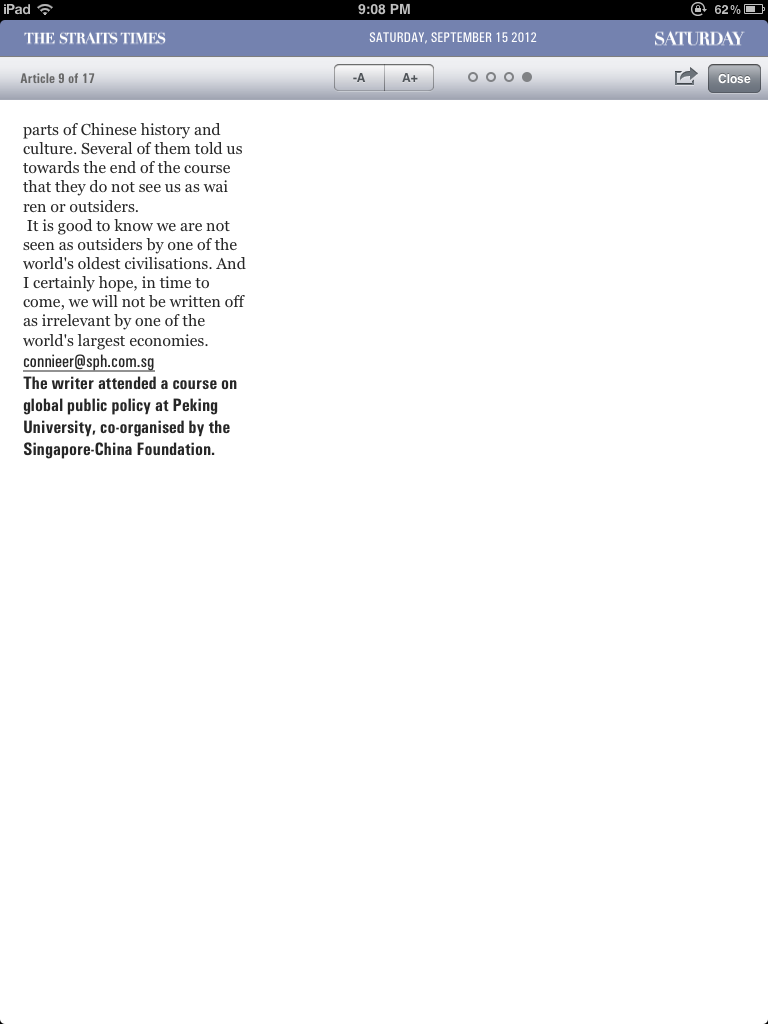 iPad
9:08 PM
62%
THE STRAITS TIMES
SATURDAY, SEPTEMBER 15 2012
SATURDAY
Article 9 of 17
-A
A+
Close
parts of Chinese history and
culture. Several of them told us
towards the end of the course
that they do not see us as wai
ren or outsiders.
It is good to know we are not
seen as outsiders by one of the
world's oldest civilisations. And
I certainly hope, in time to
come, we will not be written off
as irrelevant by one of the
world's largest economies.
connieer@sph.com.sg
The writer attended a course on
global public policy at Peking
University, co-organised by the
Singapore-China Foundation.